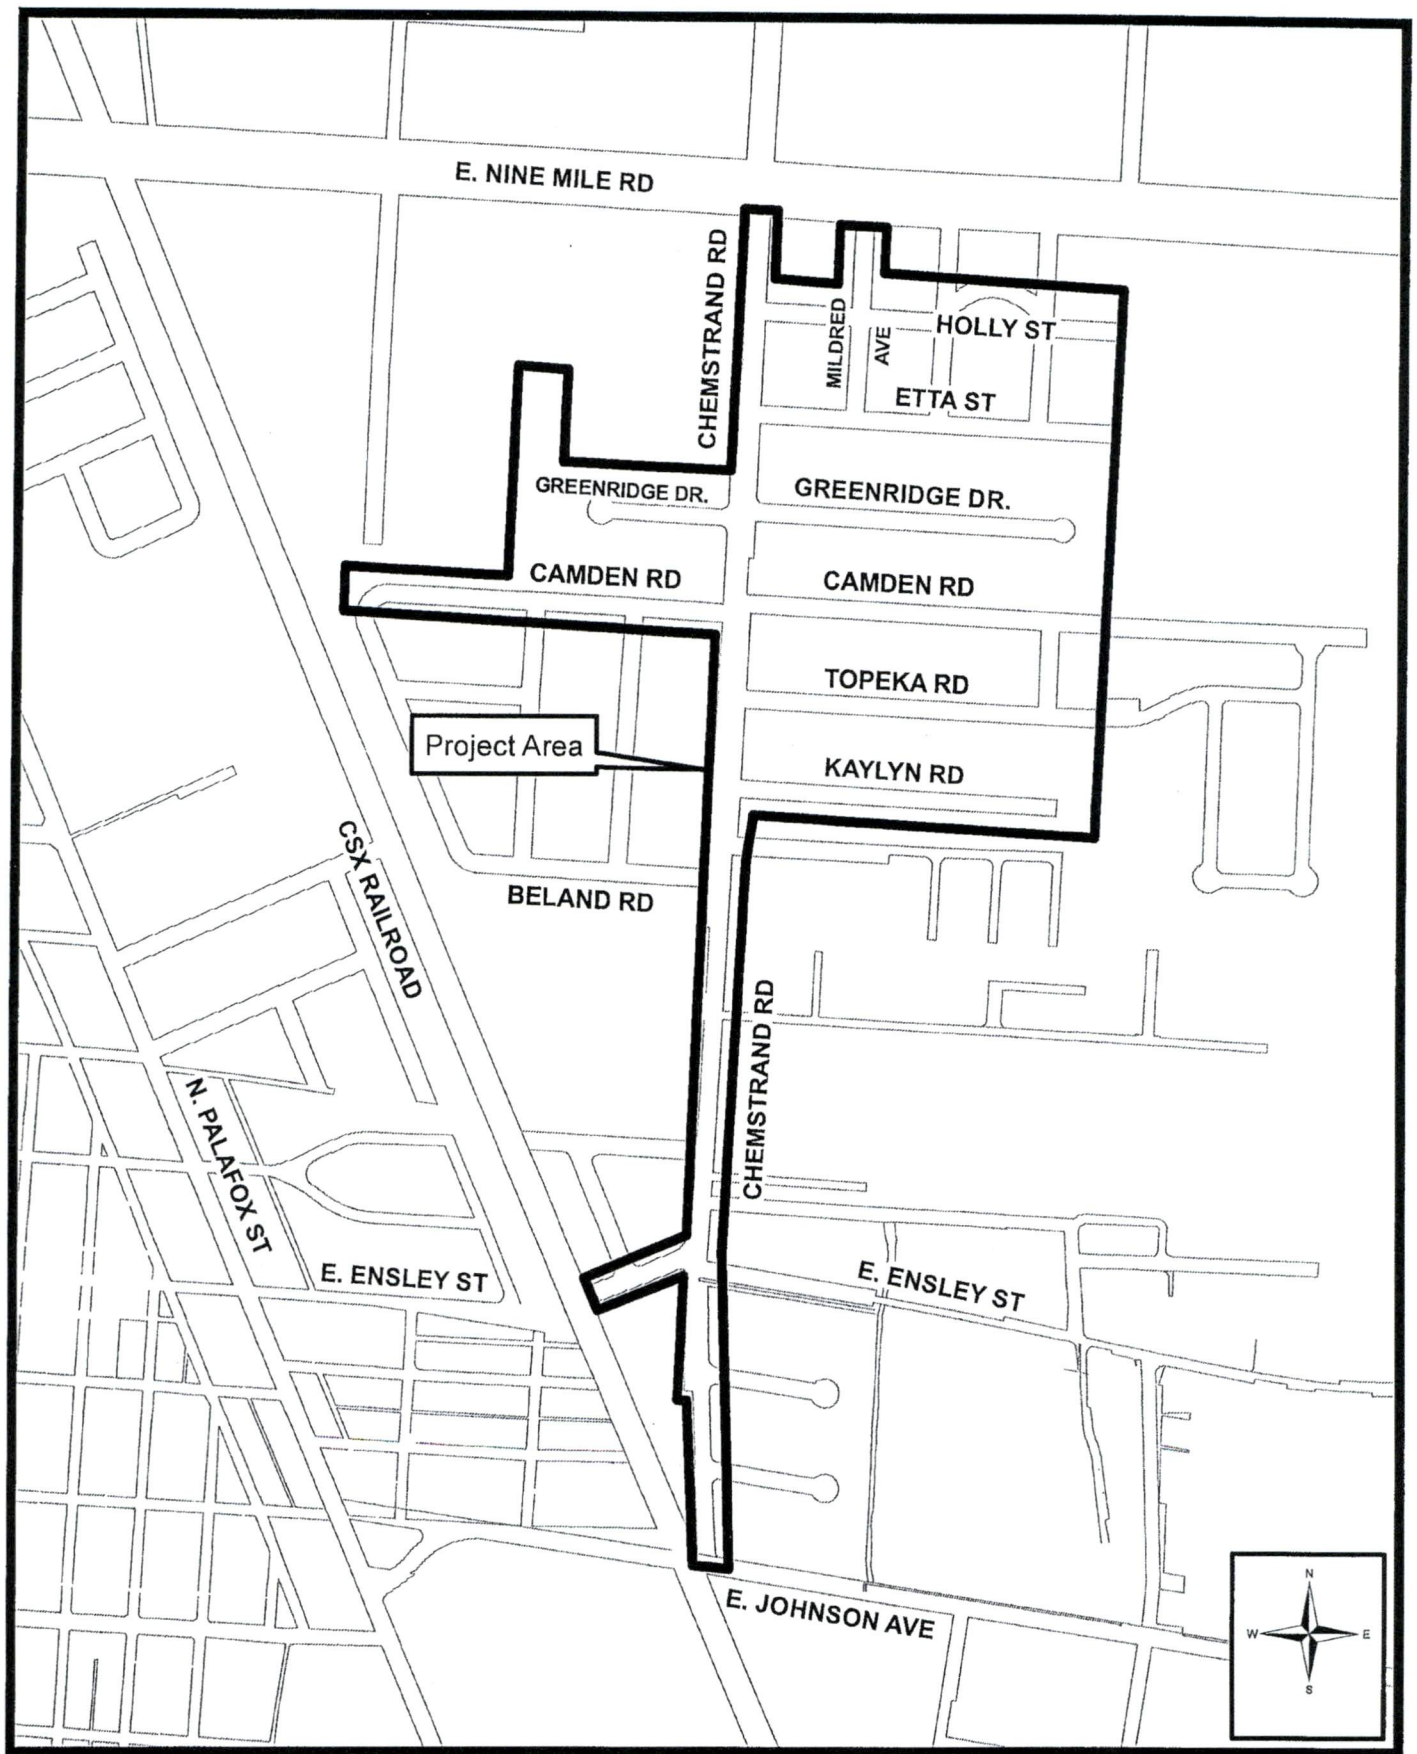 E. NINE MILE RD
CHEMSTRAND RD
MILDRED
AVE
HOLLY ST
ETTA ST
GREENRIDGE DR.
GREENRIDGE DR.
CAMDEN RD
CAMDEN RD
TOPEKA RD
Project Area
KAYLYN RD
CSX RAILROAD
BELAND RD
CHEMSTRAND RD
N. PALAFOX ST
E. ENSLEY ST
E. ENSLEY ST
E. JOHNSON AVE
N
W
E
S